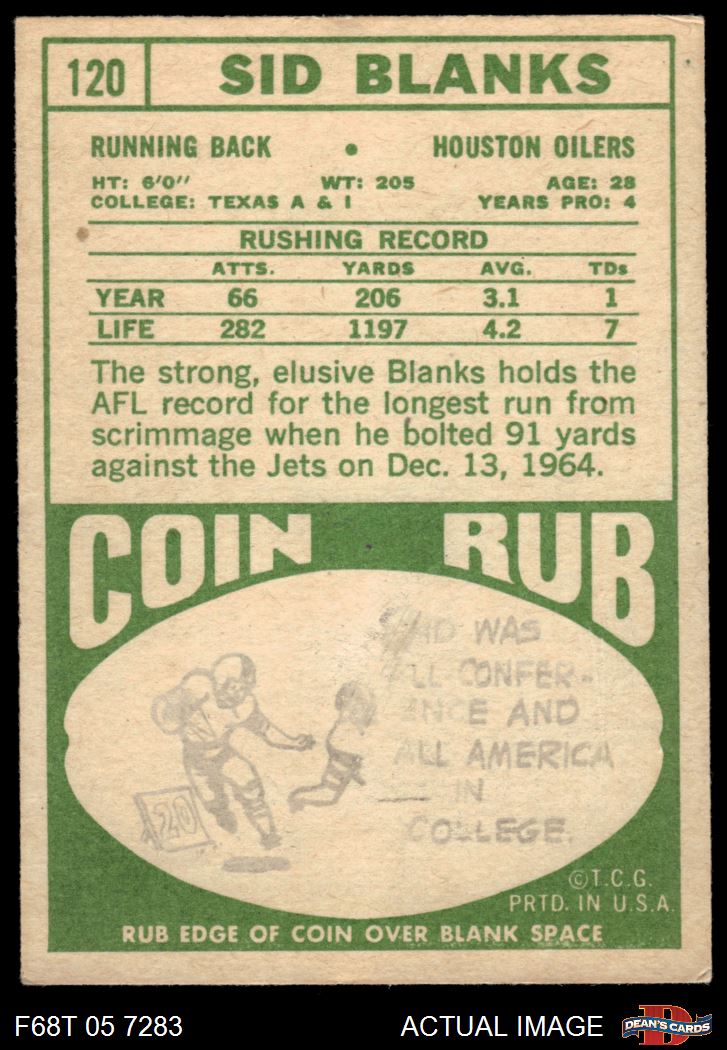 120 SID BLANKS
RUNNING BACK • HOUSTON OILERS
HT: 6'0" WT: 205 AGE: 28
COLLEGE: TEXAS A & I YEARS PRO: 4
RUSHING RECORD
ATTS. YARDS AVG. TDs
YEAR 66 206 3.1 1
LIFE 282 1197 4.2 7
The strong, elusive Blanks holds the
AFL record for the longest run from
scrimmage when he bolted 91 yards
against the Jets on Dec. 13, 1964.
COIN RUB
WAS
CONFER-
ENCE AND
ALL AMERICA
IN
COLLEGE.
20
©T.C.G.
PRTD. IN U.S.A.
RUB EDGE OF COIN OVER BLANK SPACE
F68T 05 7283 ACTUAL IMAGE DEAN'S CARDS